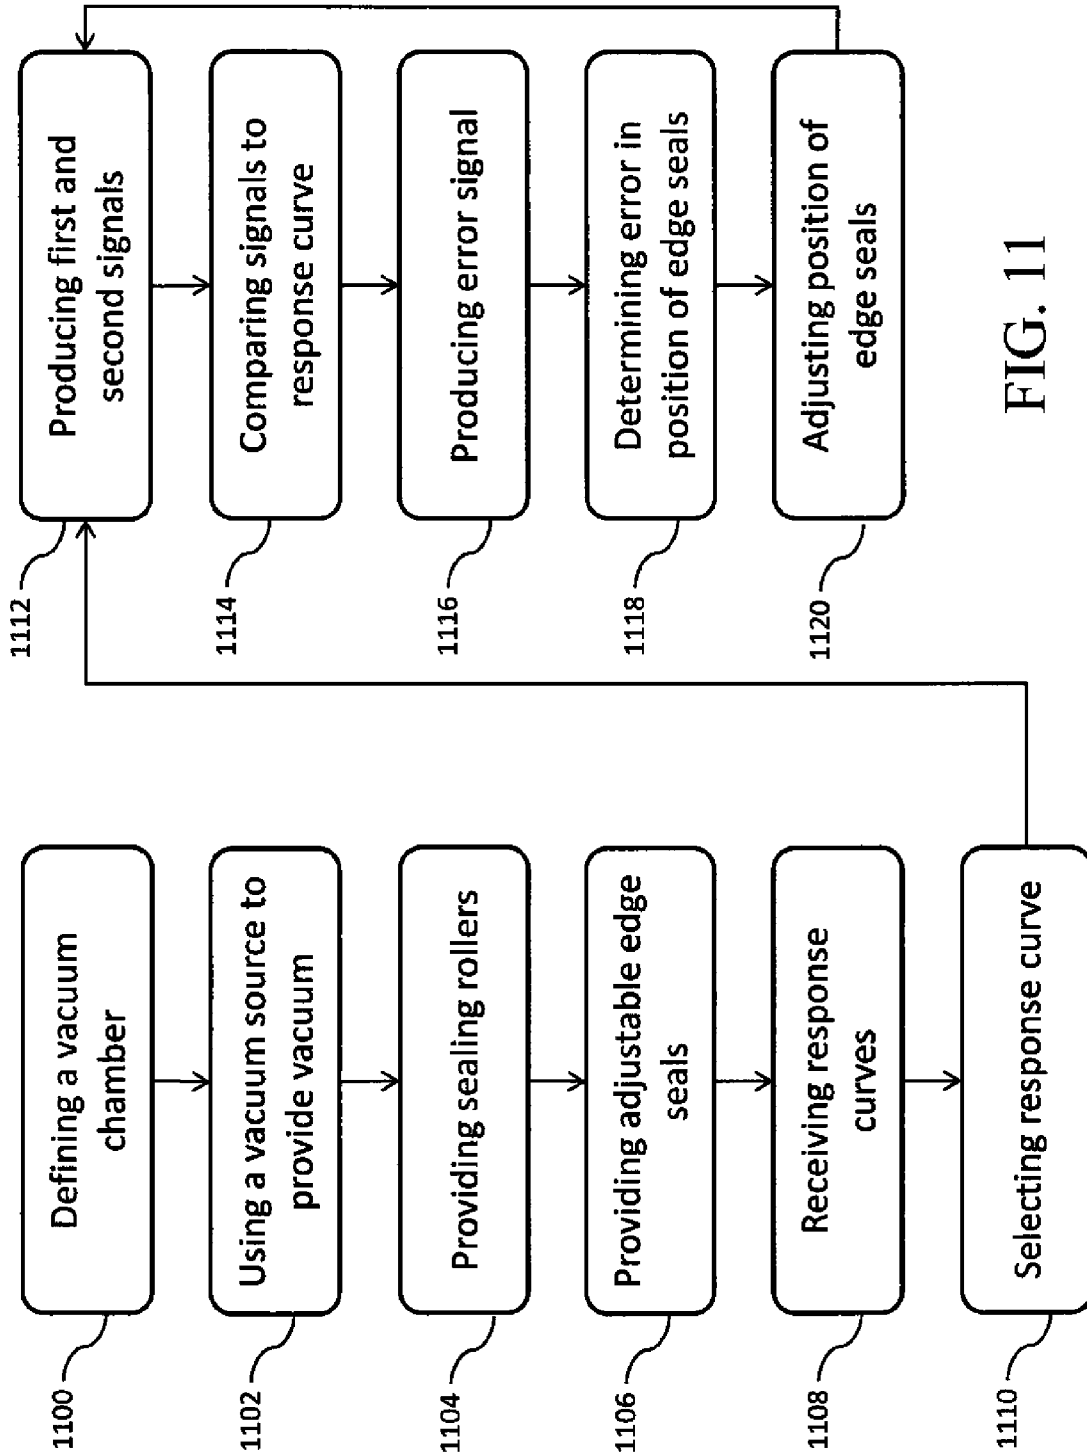 1100
Defining a vacuum
chamber
1102
Using a vacuum source to
provide vacuum
1104
Providing sealing rollers
1106
Providing adjustable edge
seals
1108
Receiving response
curves
1110
Selecting response curve
1112
Producing first and
second signals
1114
Comparing signals to
response curve
1116
Producing error signal
1118
Determining error in
position of edge seals
1120
Adjusting position of
edge seals
FIG. 11